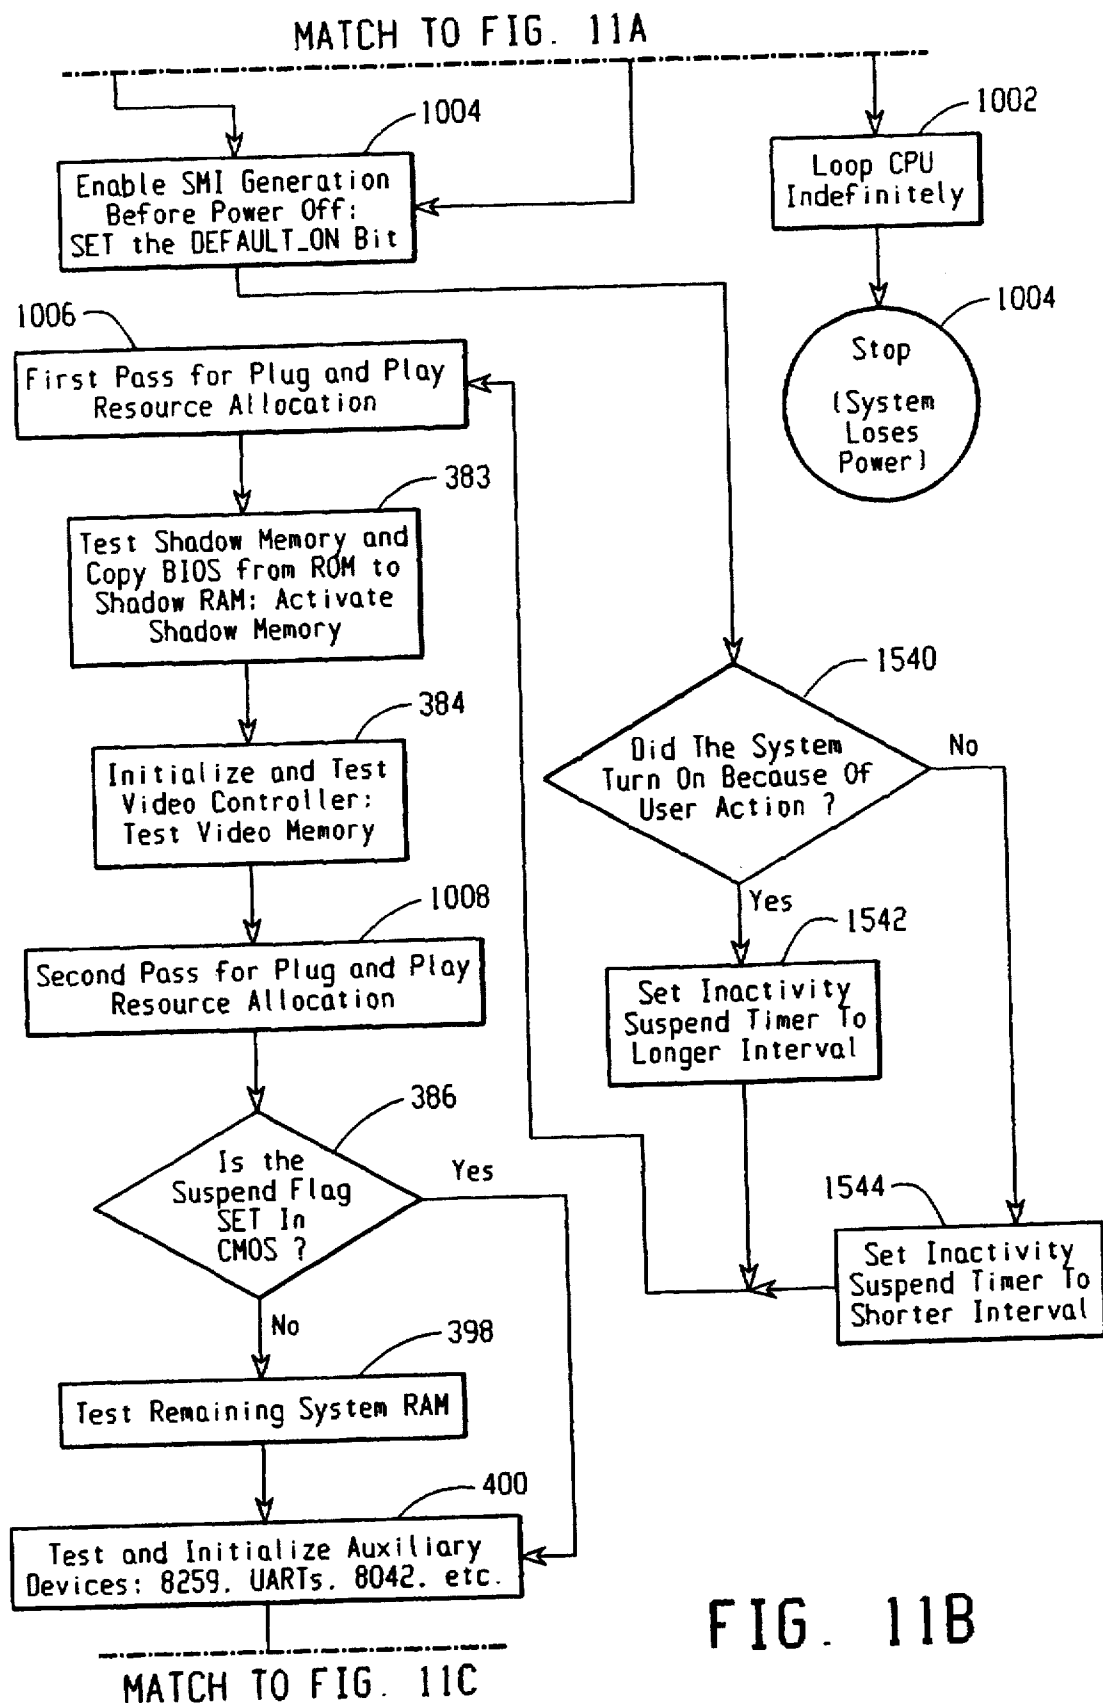 MATCH TO FIG. 11A
1004
Enable SMI Generation
Before Power Off:
SET the DEFAULT_ON Bit
1002
Loop CPU
Indefinitely
1004
Stop
(System
Loses
Power)
1006
First Pass for Plug and Play
Resource Allocation
383
Test Shadow Memory and
Copy BIOS from ROM to
Shadow RAM: Activate
Shadow Memory
384
Initialize and Test
Video Controller:
Test Video Memory
1008
Second Pass for Plug and Play
Resource Allocation
386
Is the
Suspend Flag
SET In
CMOS ?
Yes
No
398
Test Remaining System RAM
400
Test and Initialize Auxiliary
Devices: 8259, UARTs, 8042, etc.
1540
Did The System
Turn On Because Of
User Action ?
No
Yes
1542
Set Inactivity
Suspend Timer To
Longer Interval
1544
Set Inactivity
Suspend Timer To
Shorter Interval
FIG. 11B
MATCH TO FIG. 11C